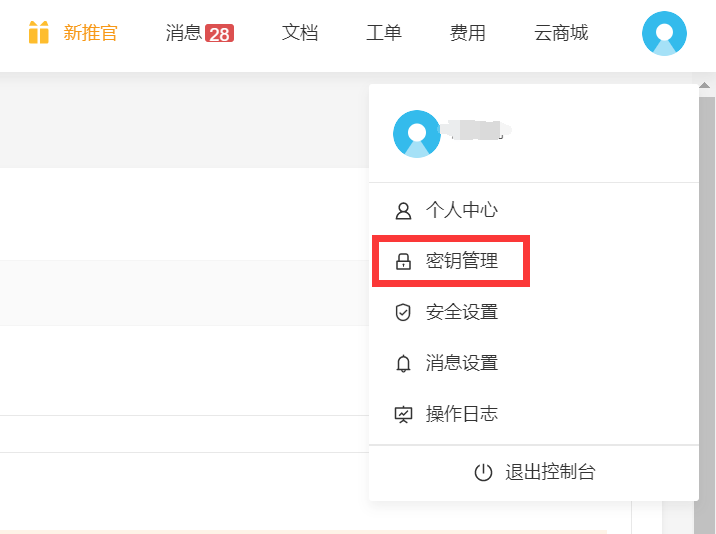 新推官 消息 28 文档 工单 费用 云商城
个人中心
密钥管理
安全设置
消息设置
操作日志
退出控制台